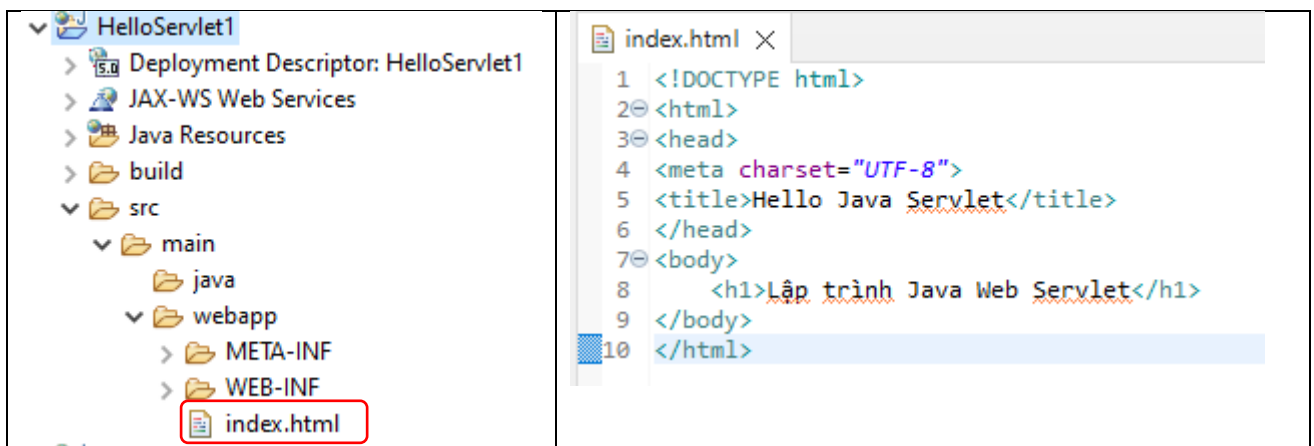 HelloServlet1
5.0 Deployment Descriptor: HelloServlet1
JAX-WS Web Services
Java Resources
build
src
main
java
webapp
META-INF
WEB-INF
index.html
index.html
1 <!DOCTYPE html>
2 <html>
3 <head>
4 <meta charset="UTF-8">
5 <title>Hello Java Servlet</title>
6 </head>
7 <body>
8 <h1>Lập trình Java Web Servlet</h1>
9 </body>
10 </html>